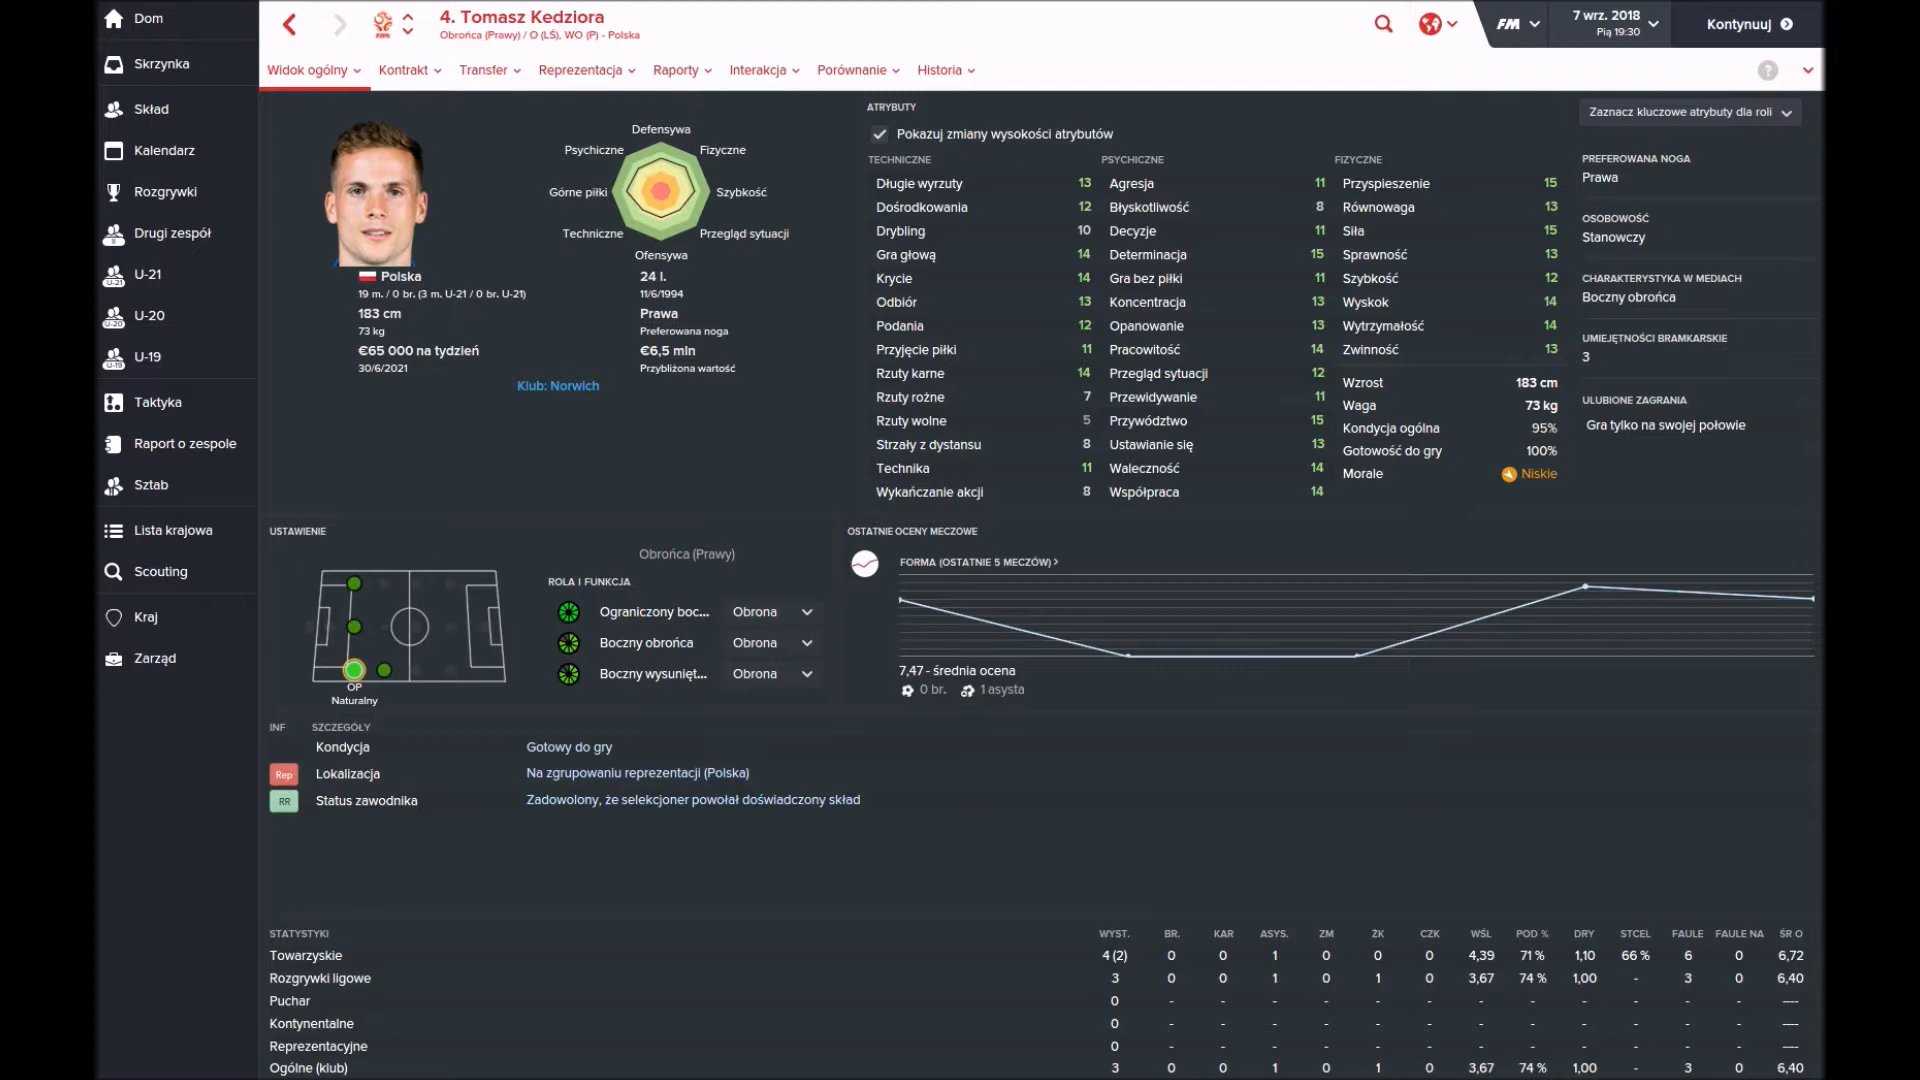 Dom
Skrzynka
Skład
Kalendarz
Rozgrywki
Drugi zespół
U-21
U-20
U-19
Taktyka
Raport o zespole
Sztab
Lista krajowa
Scouting
Kraj
Zarząd
4. Tomasz Kedziora
Obrońca (Prawy) / O (LŚ), WO (P) - Polska
FM
7 wrz. 2018
Pią 19:30
Kontynuuj
Widok ogólny Kontrakt Transfer Reprezentacja Raporty Interakcja Porównanie Historia
?
Defensywa
Psychiczne Fizyczne
Górne piłki Szybkość
Techniczne Przegląd sytuacji
Ofensywa
Polska
19 m. / 0 br. (3 m. U-21 / 0 br. U-21)
183 cm
73 kg
€65 000 na tydzień
30/6/2021
24 l.
11/6/1994
Prawa
Preferowana noga
€6,5 mln
Przybliżona wartość
Klub: Norwich
ATRYBUTY
Pokazuj zmiany wysokości atrybutów
Zaznacz kluczowe atrybuty dla roli
TECHNICZNE PSYCHICZNE FIZYCZNE
Długie wyrzuty 13 Agresja 11 Przyspieszenie 15
Dośrodkowania 12 Błyskotliwość 8 Równowaga 13
Drybling 10 Decyzje 11 Siła 15
Gra głową 14 Determinacja 15 Sprawność 13
Krycie 14 Gra bez piłki 11 Szybkość 12
Odbiór 13 Koncentracja 13 Wyskok 14
Podania 12 Opanowanie 13 Wytrzymałość 14
Przyjęcie piłki 11 Pracowitość 14 Zwinność 13
Rzuty karne 14 Przegląd sytuacji 12
Rzuty rożne 7 Przewidywanie 11
Rzuty wolne 5 Przywództwo 15
Strzały z dystansu 8 Ustawianie się 13
Technika 11 Waleczność 14
Wykańczanie akcji 8 Współpraca 14
Wzrost 183 cm
Waga 73 kg
Kondycja ogólna 95%
Gotowość do gry 100%
Morale Niskie
PREFEROWANA NOGA
Prawa
OSOBOWOŚĆ
Stanowczy
CHARAKTERYSTYKA W MEDIACH
Boczny obrońca
UMIEJĘTNOŚCI BRAMKARSKIE
3
ULUBIONE ZAGRANIA
Gra tylko na swojej połowie
USTAWIENIE
OP
Naturalny
Obrońca (Prawy)
ROLA I FUNKCJA
Ograniczony boc... Obrona
Boczny obrońca Obrona
Boczny wysunięt... Obrona
OSTATNIE OCENY MECZOWE
FORMA (OSTATNIE 5 MECZÓW) >
7,47 - średnia ocena
0 br. 1 asysta
INF SZCZEGÓŁY
Kondycja Gotowy do gry
Rep Lokalizacja Na zgrupowaniu reprezentacji (Polska)
RR Status zawodnika Zadowolony, że selekcjoner powołał doświadczony skład
STATYSTYKI WYST. BR. KAR ASYS. ZM ŻK CZK WŚL POD % DRY STCEL FAULE FAULE NA ŚR O
Towarzyskie 4 (2) 0 0 1 0 0 0 4,39 71 % 1,10 66 % 6 0 6,72
Rozgrywki ligowe 3 0 0 1 0 1 0 3,67 74 % 1,00 - 3 0 6,40
Puchar 0 - - - - - - - - - - - - ----
Kontynentalne 0 - - - - - - - - - - - - ----
Reprezentacyjne 0 - - - - - - - - - - - - ----
Ogólne (klub) 3 0 0 1 0 1 0 3,67 74 % 1,00 - 3 0 6,40